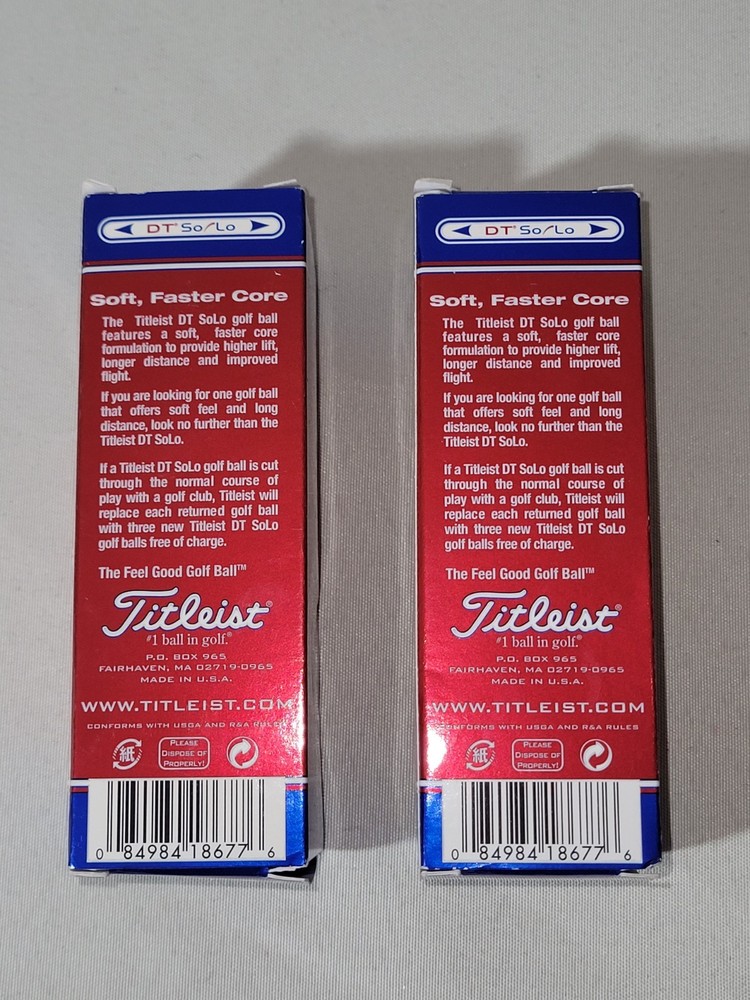 DT® SoLo
Soft, Faster Core
The Titleist DT SoLo golf ball
features a soft, faster core
formulation to provide higher lift,
longer distance and improved
flight.
If you are looking for one golf ball
that offers soft feel and long
distance, look no further than the
Titleist DT SoLo.
If a Titleist DT SoLo golf ball is cut
through the normal course of
play with a golf club, Titleist will
replace each returned golf ball
with three new Titleist DT SoLo
golf balls free of charge.
The Feel Good Golf Ball™
Titleist®
#1 ball in golf.®
P.O. BOX 965
FAIRHAVEN, MA 02719-0965
MADE IN U.S.A.
WWW.TITLEIST.COM
CONFORMS WITH USGA AND R&A RULES
紙
PLEASE
DISPOSE OF
PROPERLY!
0 84984 18677 6
DT® SoLo
Soft, Faster Core
The Titleist DT SoLo golf ball
features a soft, faster core
formulation to provide higher lift,
longer distance and improved
flight.
If you are looking for one golf ball
that offers soft feel and long
distance, look no further than the
Titleist DT SoLo.
If a Titleist DT SoLo golf ball is cut
through the normal course of
play with a golf club, Titleist will
replace each returned golf ball
with three new Titleist DT SoLo
golf balls free of charge.
The Feel Good Golf Ball™
Titleist®
#1 ball in golf.®
P.O. BOX 965
FAIRHAVEN, MA 02719-0965
MADE IN U.S.A.
WWW.TITLEIST.COM
CONFORMS WITH USGA AND R&A RULES
紙
PLEASE
DISPOSE OF
PROPERLY!
0 84984 18677 6